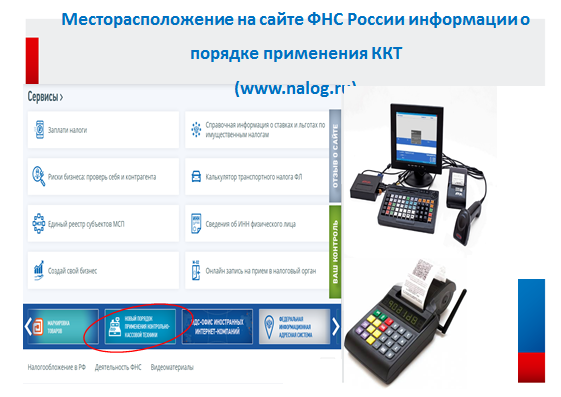 Месторасположение на сайте ФНС России информации о
порядке применения ККТ
(www.nalog.ru)
Сервисы >
Заплати налоги
Справочная информация о ставках и льготах по
имущественным налогам
Риски бизнеса: проверь себя и контрагента
Калькулятор транспортного налога ФЛ
Единый реестр субъектов МСП
Сведения об ИНН физического лица
Создай свой бизнес
Онлайн запись на прием в налоговый орган
ОТЗЫВ О САЙТЕ
ВАШ КОНТРОЛЬ
МАРКИРОВКА
ТОВАРОВ
НОВЫЙ ПОРЯДОК
ПРИМЕНЕНИЯ КОНТРОЛЬНО-
КАССОВОЙ ТЕХНИКИ
НДС-ОФИС ИНОСТРАННЫХ
ИНТЕРНЕТ-КОМПАНИЙ
ФЕДЕРАЛЬНАЯ
ИНФОРМАЦИОННАЯ
АДРЕСНАЯ СИСТЕМА
Налогообложение в РФ Деятельность ФНС Видеоматериалы